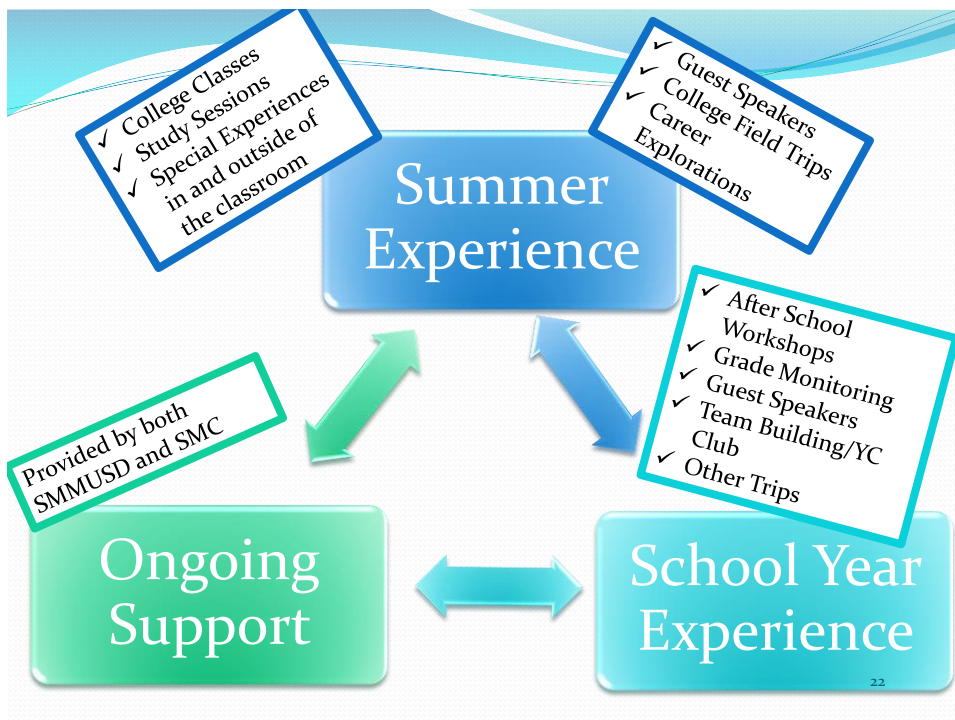 ✓ College Classes
✓ Study Sessions
✓ Special Experiences
in and outside of
the classroom
✓ Guest Speakers
✓ College Field Trips
✓ Career
Explorations
Summer
Experience
✓ After School
Workshops
✓ Grade Monitoring
✓ Guest Speakers
✓ Team Building/YC
Club
✓ Other Trips
Provided by both
SMMUSD and SMC
Ongoing
Support
School Year
Experience
22